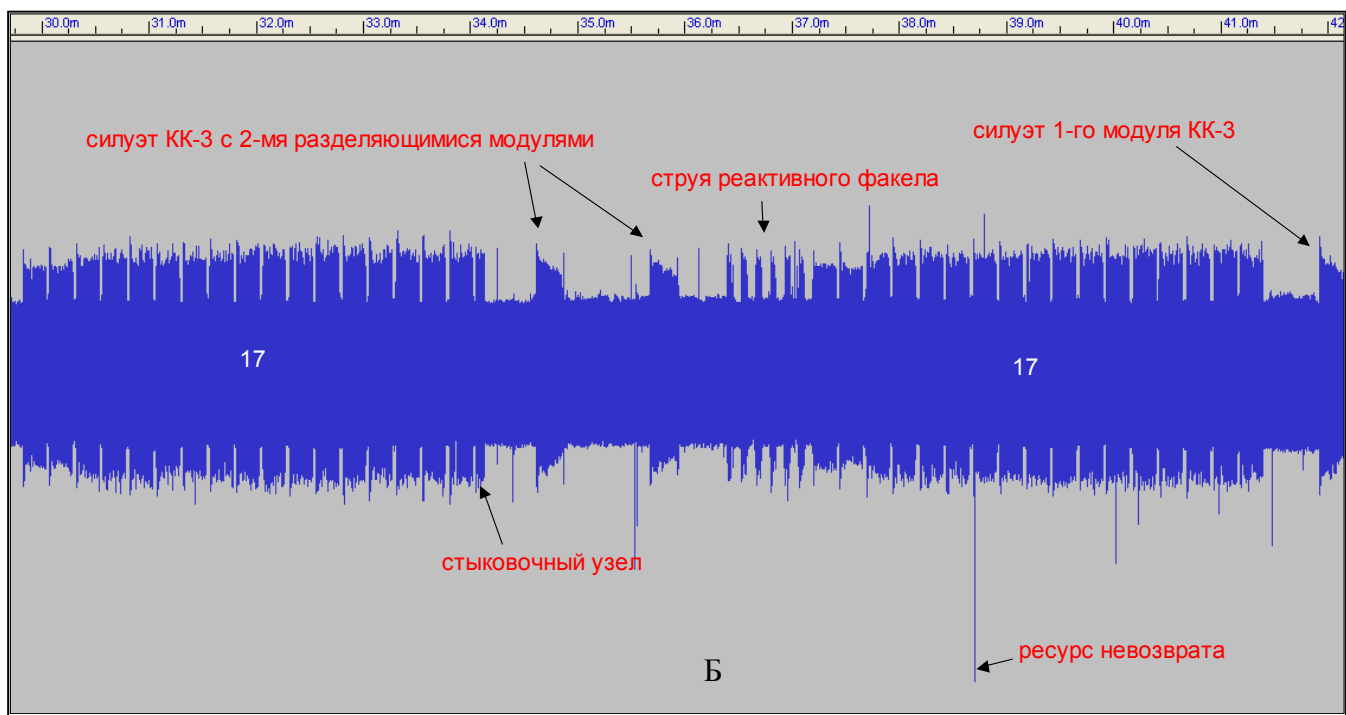 30.0m 31.0m 32.0m 33.0m 34.0m 35.0m 36.0m 37.0m 38.0m 39.0m 40.0m 41.0m 42
силуэт КК-3 с 2-мя разделяющимися модулями
силуэт 1-го модуля КК-3
струя реактивного факела
17
17
стыковочный узел
ресурс невозврата
Б